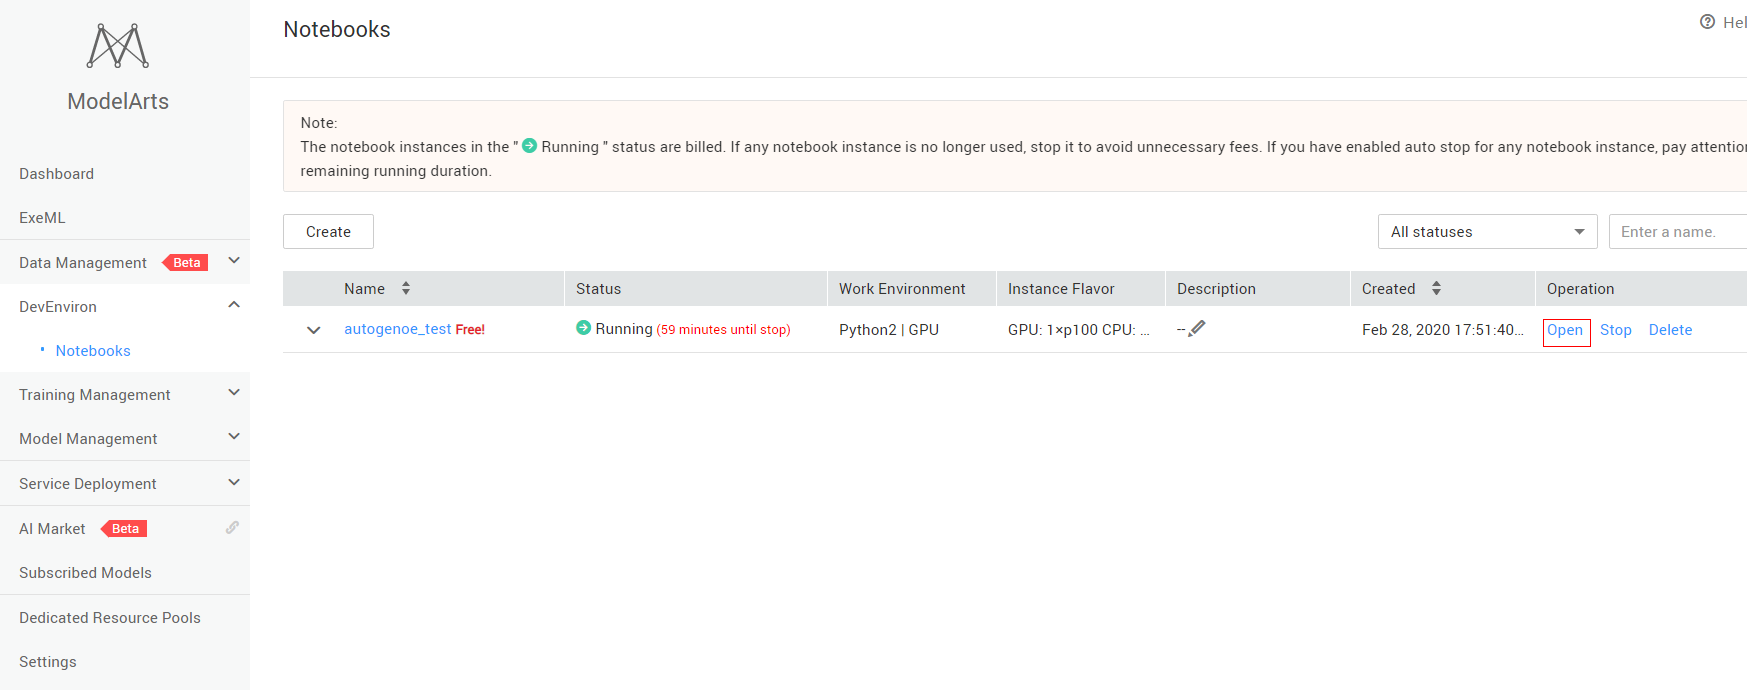 Notebooks
Hel
ModelArts
Note:
The notebook instances in the " Running " status are billed. If any notebook instance is no longer used, stop it to avoid unnecessary fees. If you have enabled auto stop for any notebook instance, pay attention
remaining running duration.
Dashboard
ExeML
Data Management Beta
DevEnviron
Notebooks
Training Management
Model Management
Service Deployment
AI Market Beta
Subscribed Models
Dedicated Resource Pools
Settings
Create
All statuses
Enter a name.
Name Status Work Environment Instance Flavor Description Created Operation
autogenoe_test Free! Running (59 minutes until stop) Python2 | GPU GPU: 1×p100 CPU: ... -- Feb 28, 2020 17:51:40... Open Stop Delete